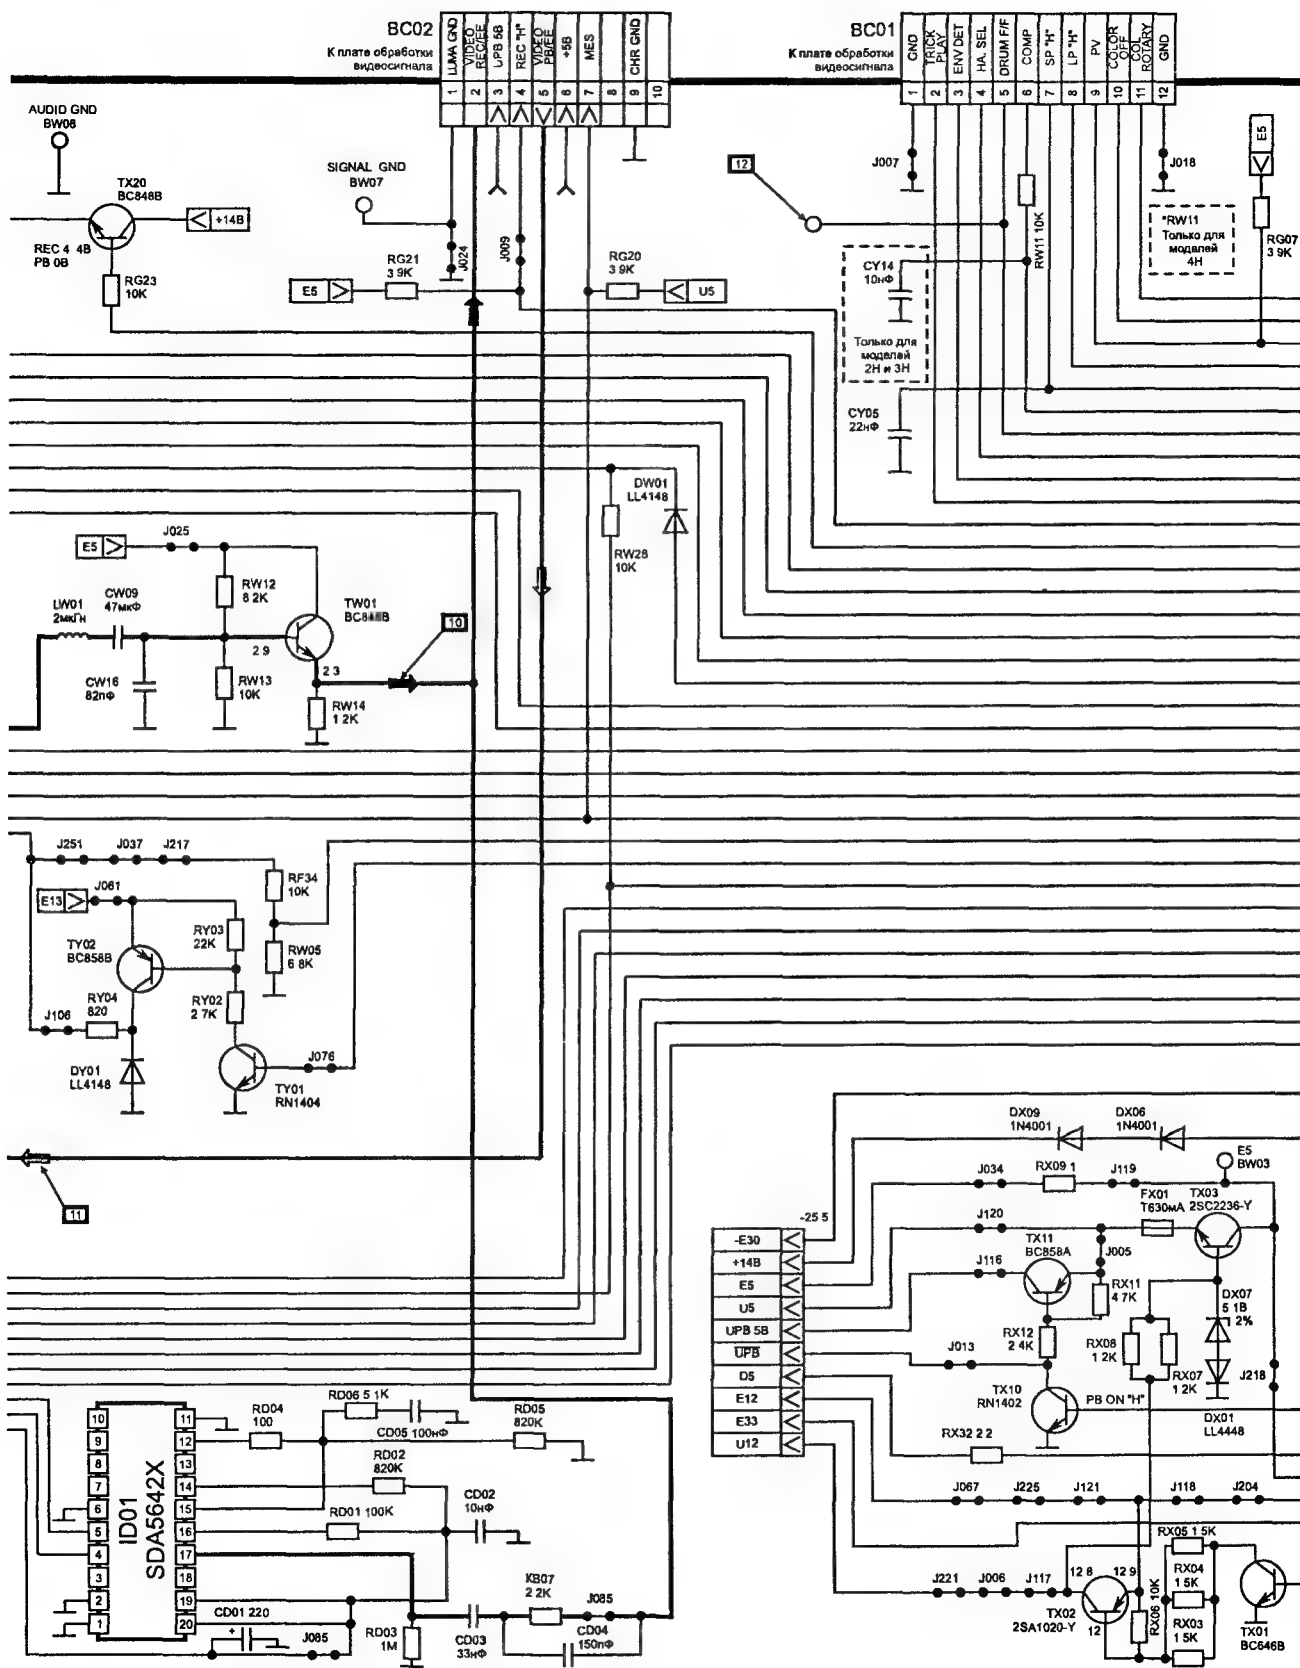 BC02
К плате обработки
видеосигнала
LUMA GND
VIDEO
REC/EE
UPB 5В
REC "H"
VIDEO
PB/EE
+5В
MES
CHR GND
1 2 3 4 5 6 7 8 9 10
BC01
К плате обработки
видеосигнала
GND
TRICK
PLAY
ENV DET
HA. SEL
DRUM F/F
COMP
SP "H"
LP "H"
PV
COLOR
OFF
COL
ROTARY
GND
1 2 3 4 5 6 7 8 9 10 11 12
AUDIO GND
BW08
TX20
BC848B
+14В
REC 4 4В
PB 0В
RG23
10K
SIGNAL GND
BW07
J024
J009
RG21
3 9K
E5
RG20
3 9K
U5
12
J007
RW11 10K
J018
E5
RG07
3 9K
*RW11
Только для
моделей
4Н
CY14
10нФ
Только для
моделей
2Н и 3Н
CY05
22нФ
DW01
LL4148
RW28
10K
E5
J025
RW12
8 2K
LW01
2мкГн
CW09
47мкФ
TW01
10
2 9
2 3
CW16
82пФ
RW13
10K
RW14
1 2K
J251
J037
J217
RF34
10K
E13
J061
RY03
22K
TY02
BC858B
RW05
6 8K
RY04
820
RY02
2 7K
J106
J076
DY01
LL4148
TY01
RN1404
11
DX09
1N4001
DX06
1N4001
E5
BW03
J034
RX09 1
J119
FX01
T630мА
TX03
2SC2236-Y
-25 5
-E30
+14В
E5
U5
UPB 5В
UPB
D5
E12
E33
U12
J120
TX11
BC858A
J005
J116
RX11
4 7K
DX07
5 1В
2%
RX12
2 4K
RX08
1 2K
J013
RX07
1 2K
J218
TX10
RN1402
PB ON "H"
DX01
LL4448
RX32 2 2
J067
J225
J121
J118
J204
RX05 1 5K
J221
J006
J117
12 8
12 9
RX04
1 5K
TX02
2SA1020-Y
12
RX06 10K
RX03
1 5K
TX01
BC646B
ID01
SDA5642X
10 9 8 7 6 5 4 3 2 1
11 12 13 14 15 16 17 18 19 20
RD04
100
RD06 5 1K
CD05 100нФ
RD05
820K
RD02
820K
RD01 100K
CD02
10нФ
CD01 220
+
J085
RD03
1M
CD03
33нФ
2 2K
J085
CD04
150пФ